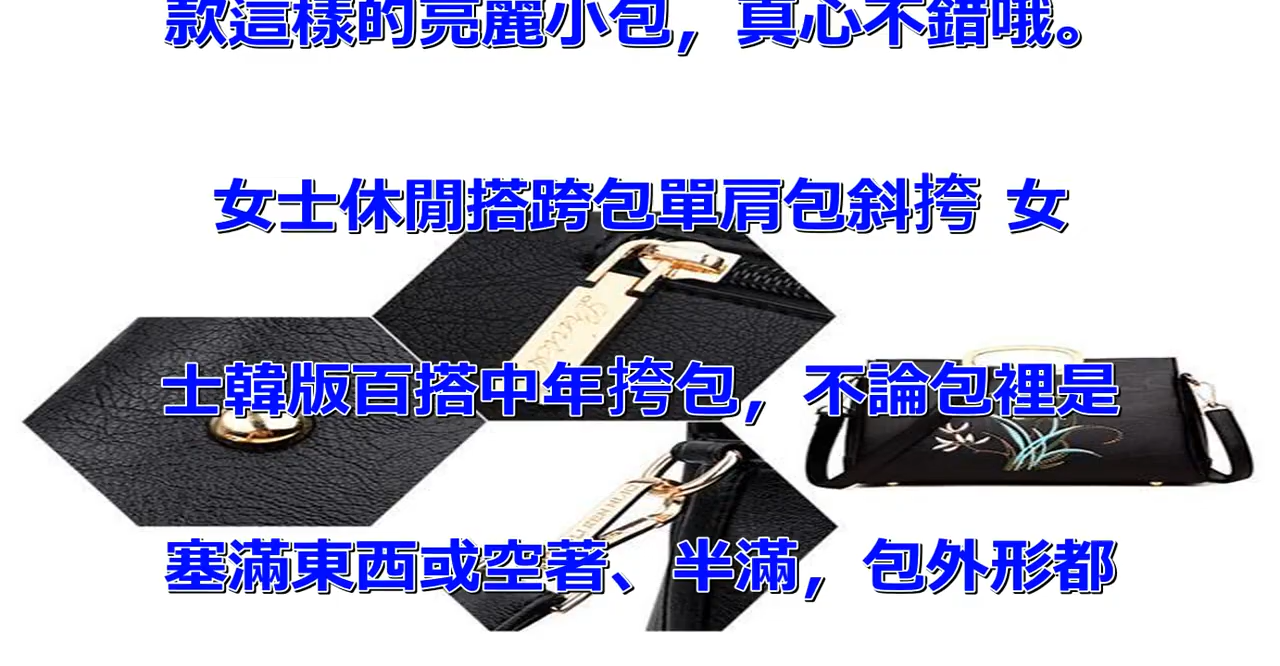 款這樣的亮麗小包，真心不錯哦。
女士休閒搭跨包單肩包斜挎 女
士韓版百搭中年挎包，不論包裡是
塞滿東西或空著、半滿，包外形都